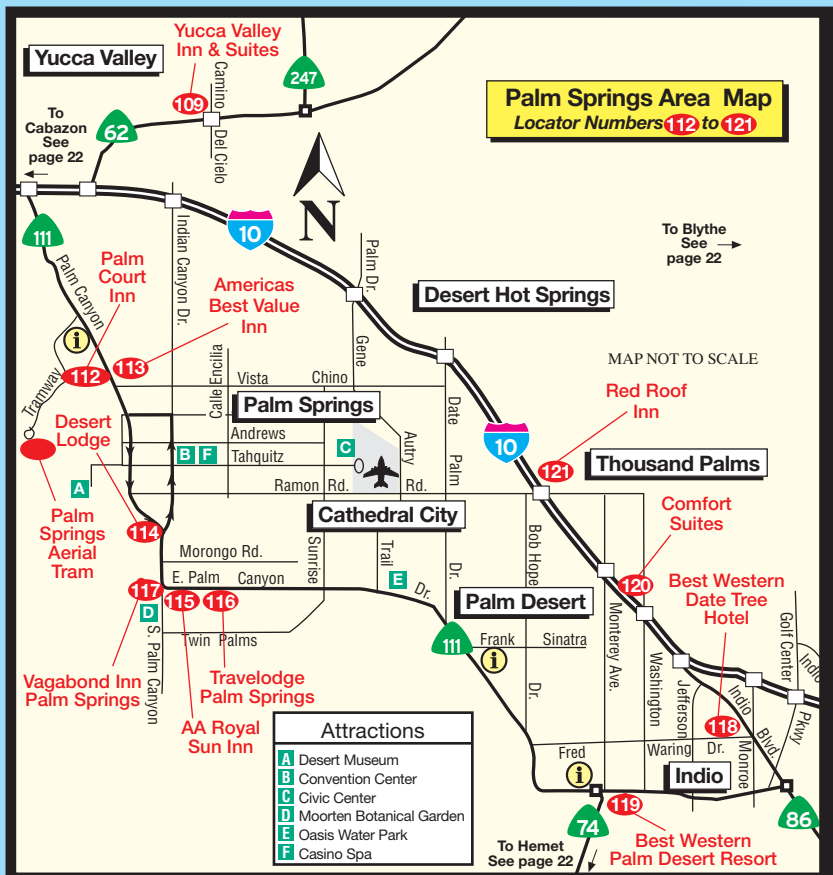 Yucca Valley
Yucca Valley
Inn & Suites
109
Camino
Del Cielo
247
62
To
Cabazon
See
page 22
Palm Springs Area Map
Locator Numbers 112 to 121
N
111
10
To Blythe
See
page 22
Palm
Court
Inn
Palm Canyon
Indian Canyon Dr.
Americas
Best Value
Inn
Palm Dr.
Desert Hot Springs
i
112
113
Tramway
Calle Encilia
Vista Chino
Gene
Autry
MAP NOT TO SCALE
Red Roof
Inn
Palm Springs
Date
Palm
Dr.
10
Desert
Lodge
Andrews
B
F
Tahquitz
C
A
Ramon Rd.
Rd.
121
Thousand Palms
Palm
Springs
Aerial
Tram
114
Cathedral City
Comfort
Suites
Morongo Rd.
Sunrise
Trail
Bob Hope
Dr.
120
117
E. Palm Canyon Dr.
E
D
115
116
Palm Desert
Best Western
Date Tree
Hotel
S. Palm Canyon
Twin Palms
111
Frank Sinatra
i
Monterey Ave.
Washington
Jefferson
Golf Center
Pkwy
Indio
Indio
Blvd.
Vagabond Inn
Palm Springs
Travelodge
Palm Springs
AA Royal
Sun Inn
118
Monroe
Fred Waring Dr.
i
Indio
Attractions
A Desert Museum
B Convention Center
C Civic Center
D Moorten Botanical Garden
E Oasis Water Park
F Casino Spa
119
74
86
To Hemet
See page 22
Best Western
Palm Desert Resort